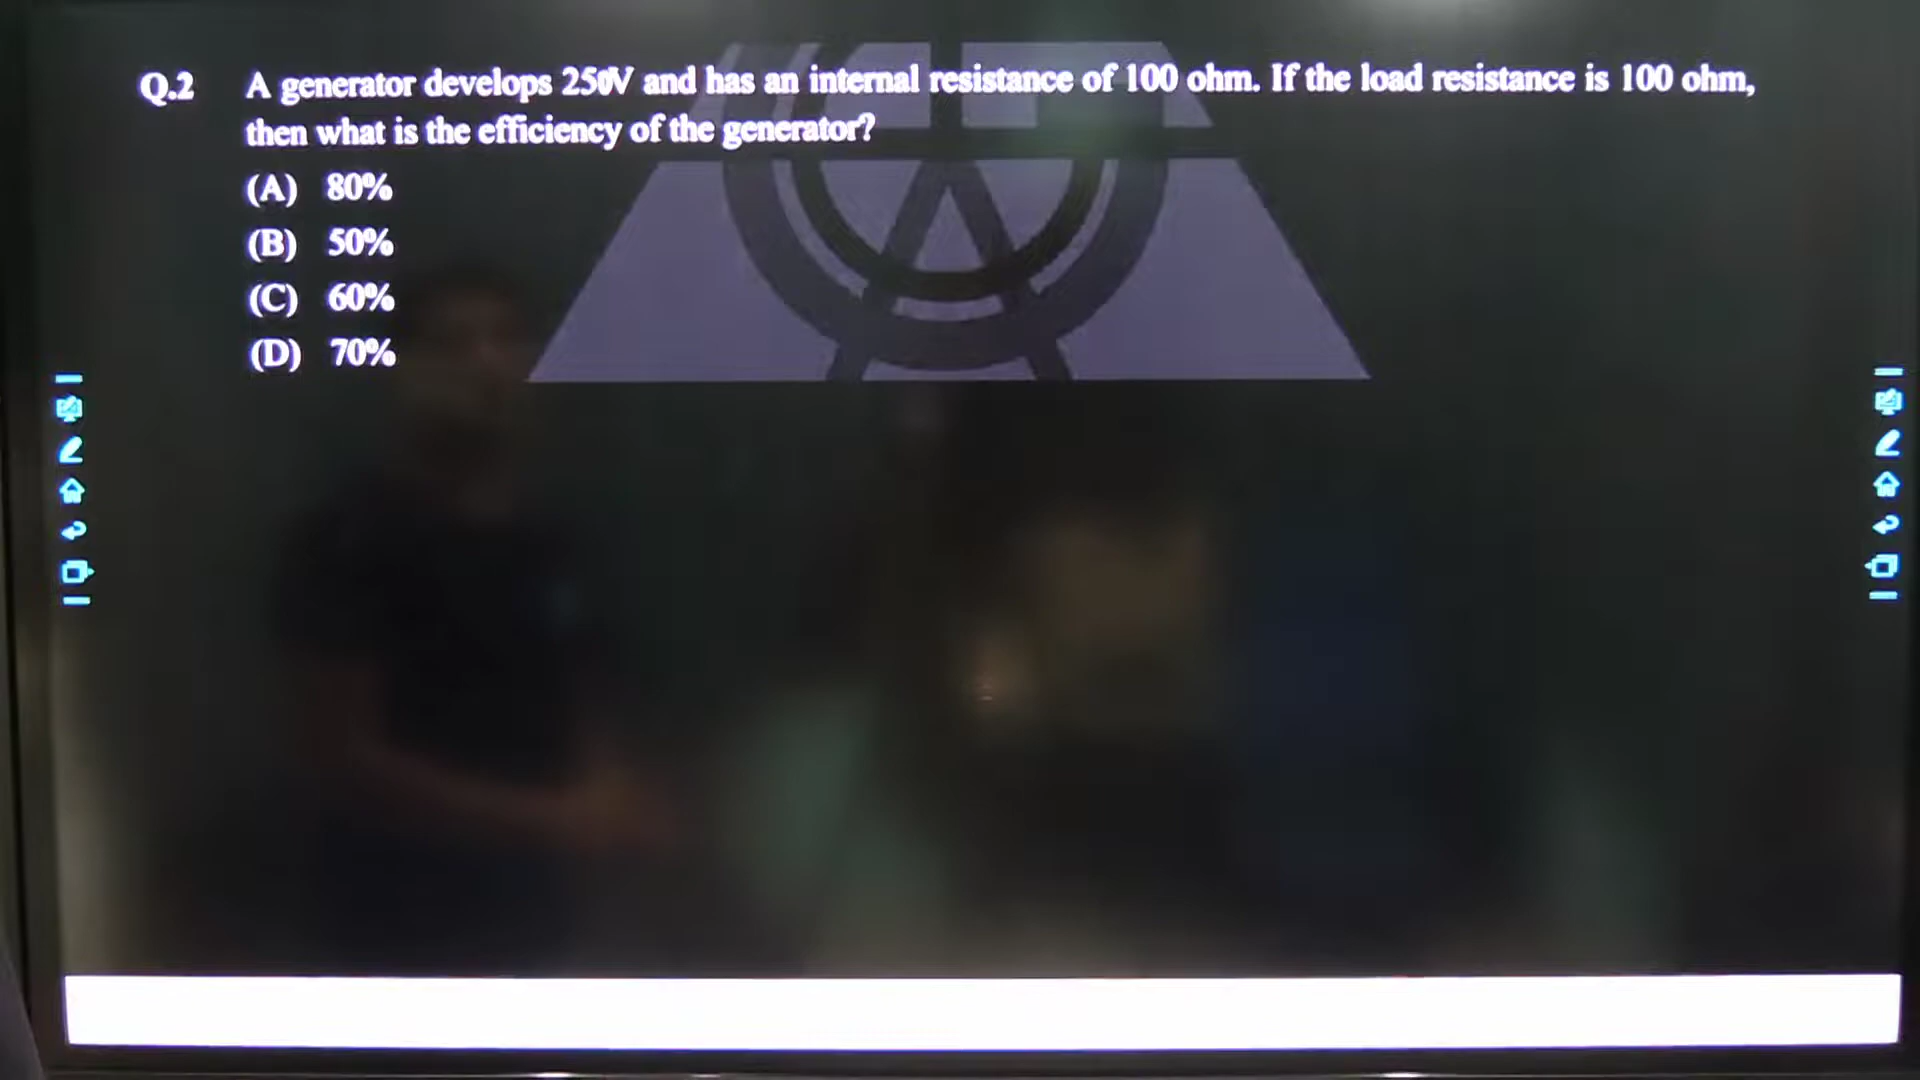 Q.2 A generator develops 250V and has an internal resistance of 100 ohm. If the load resistance is 100 ohm,
then what is the efficiency of the generator?
(A) 80%
(B) 50%
(C) 60%
(D) 70%